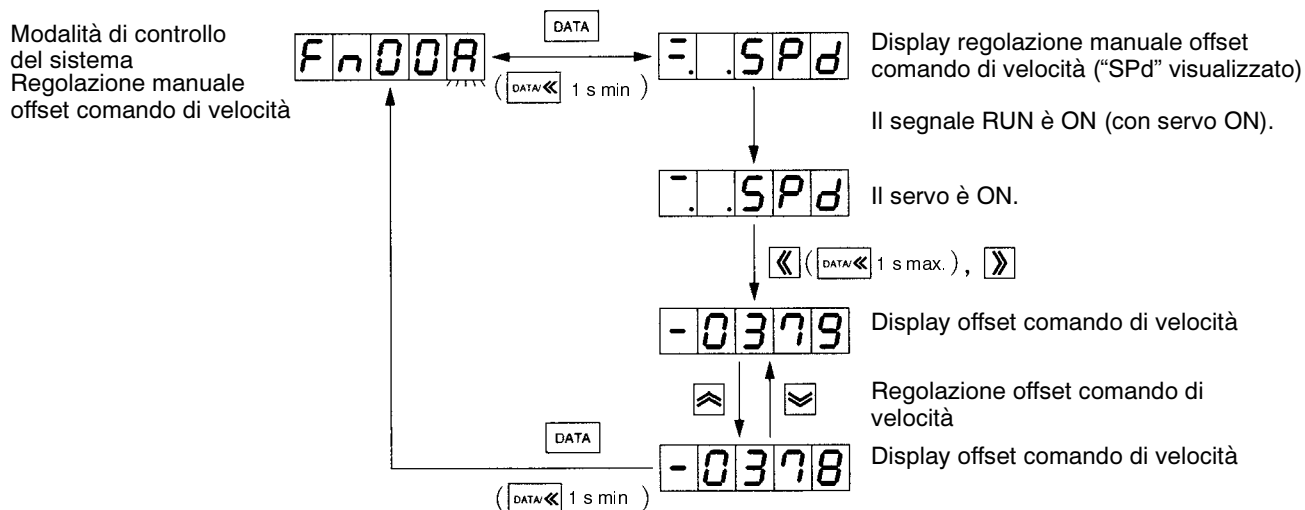 Modalità di controllo
del sistema
Regolazione manuale
offset comando di velocità
Fn00A
DATA
( DATA/≪ 1 s min )
. .SPd
Display regolazione manuale offset
comando di velocità (“SPd” visualizzato)
Il segnale RUN è ON (con servo ON).
. .SPd
Il servo è ON.
≪ ( DATA/≪ 1 s max. ) , ≫
-0379
Display offset comando di velocità
Regolazione offset comando di
velocità
DATA
( DATA/≪ 1 s min )
-0378
Display offset comando di velocità